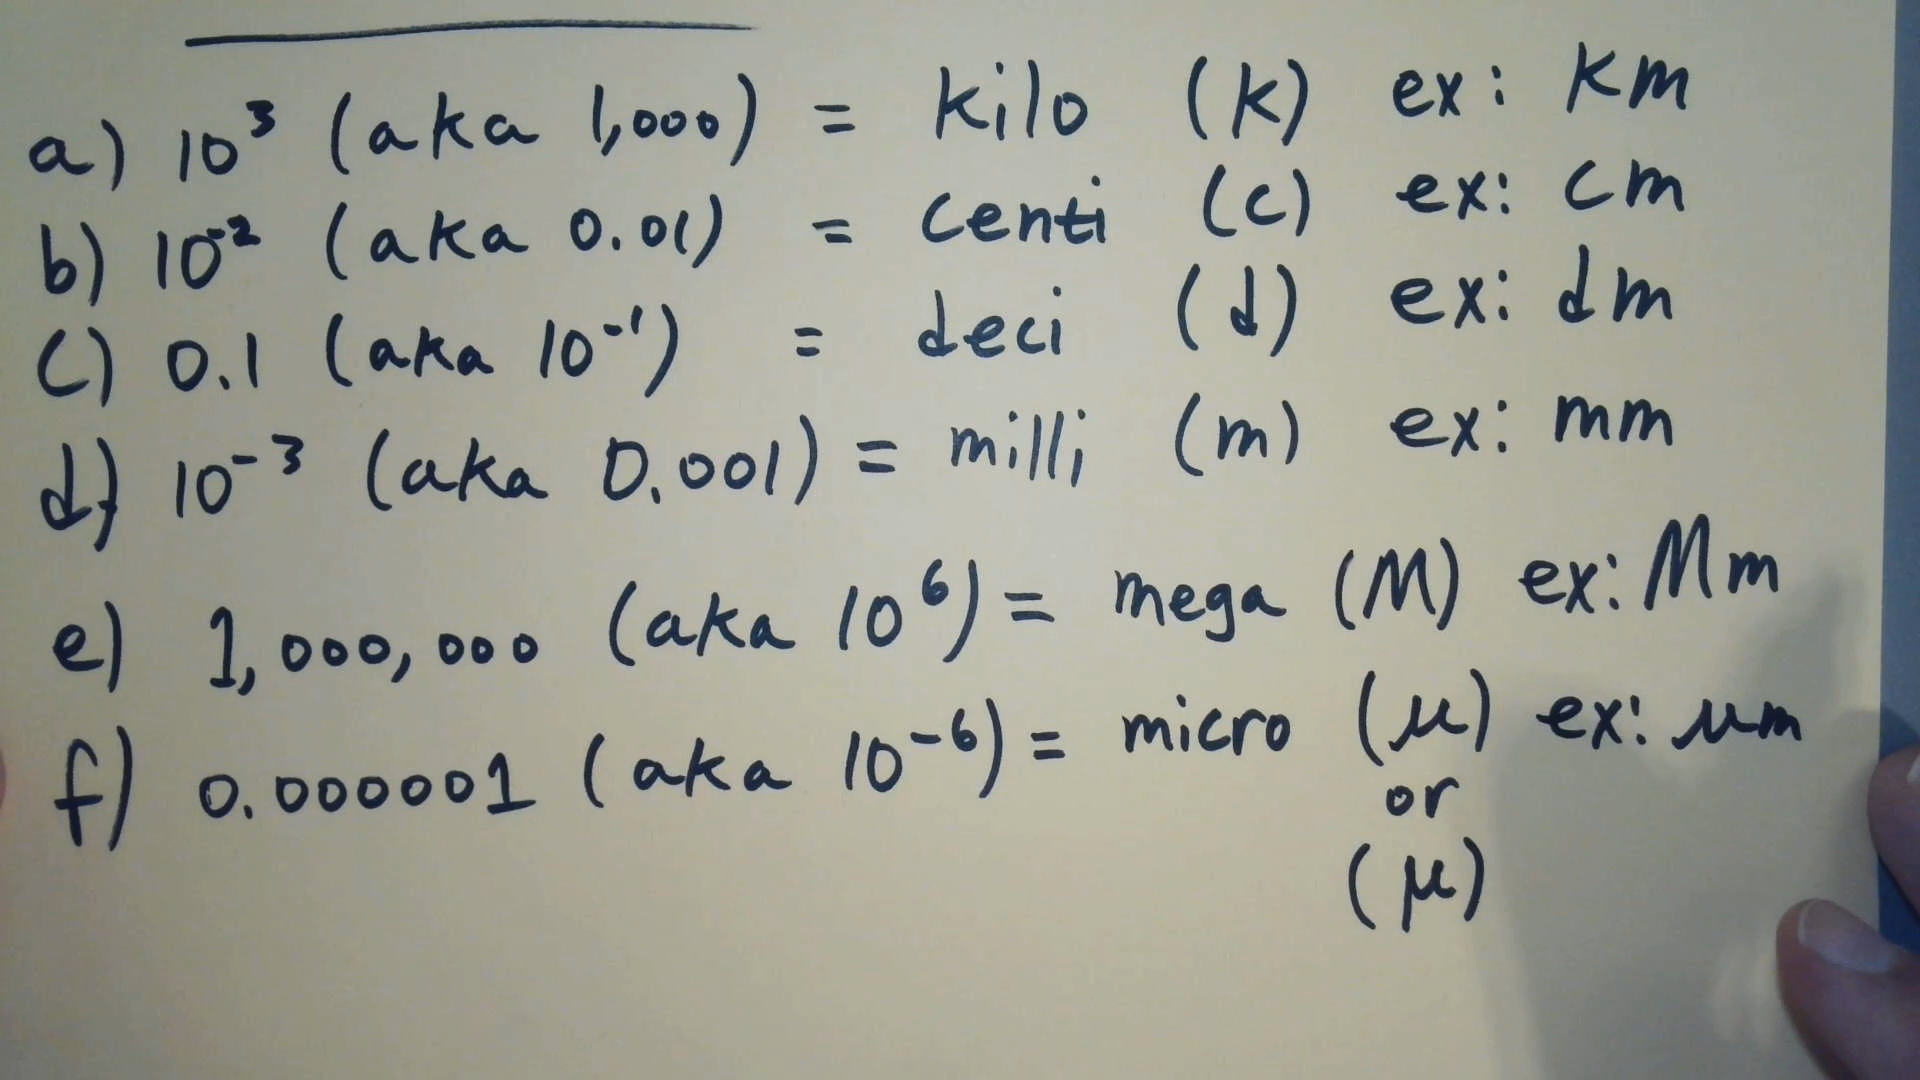 a) 10³ (aka 1,000) = kilo (k) ex: km
b) 10⁻² (aka 0.01) = centi (c) ex: cm
c) 0.1 (aka 10⁻¹) = deci (d) ex: dm
d) 10⁻³ (aka 0.001) = milli (m) ex: mm
e) 1,000,000 (aka 10⁶) = mega (M) ex: Mm
f) 0.000001 (aka 10⁻⁶) = micro (µ) ex: µm
or
(µ)